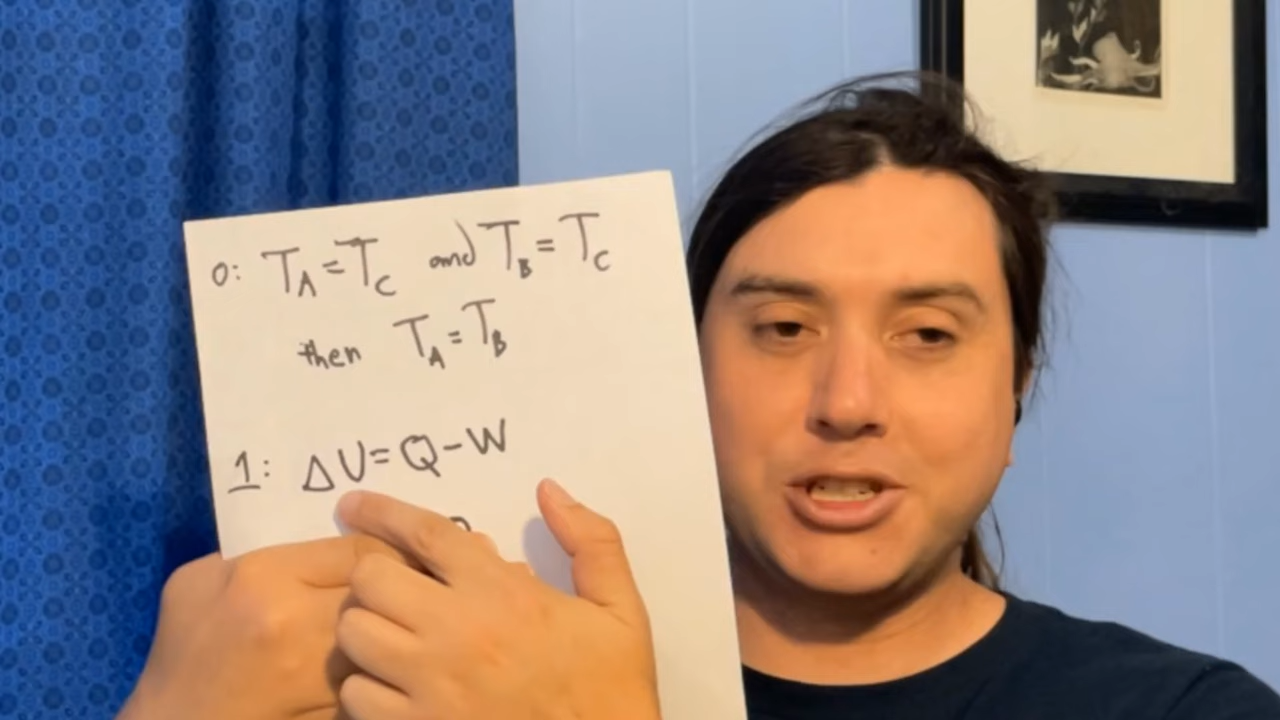 0: T_A = T_C and T_B = T_C
then T_A = T_B
1: ΔU = Q - W